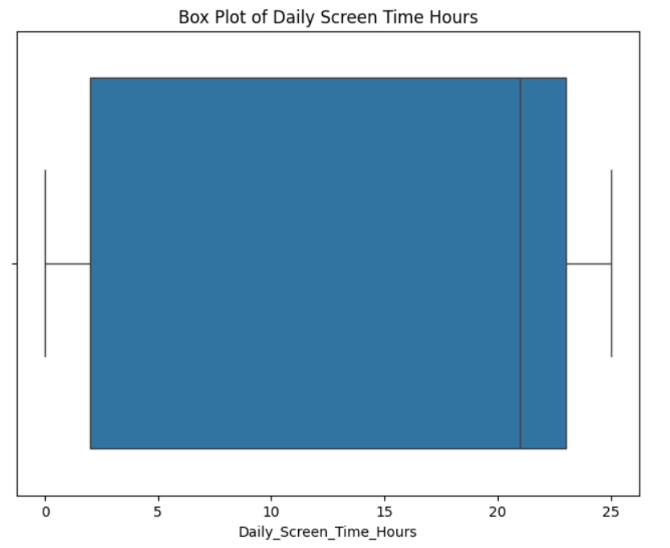 Box Plot of Daily Screen Time Hours
0 5 10 15 20 25
Daily_Screen_Time_Hours